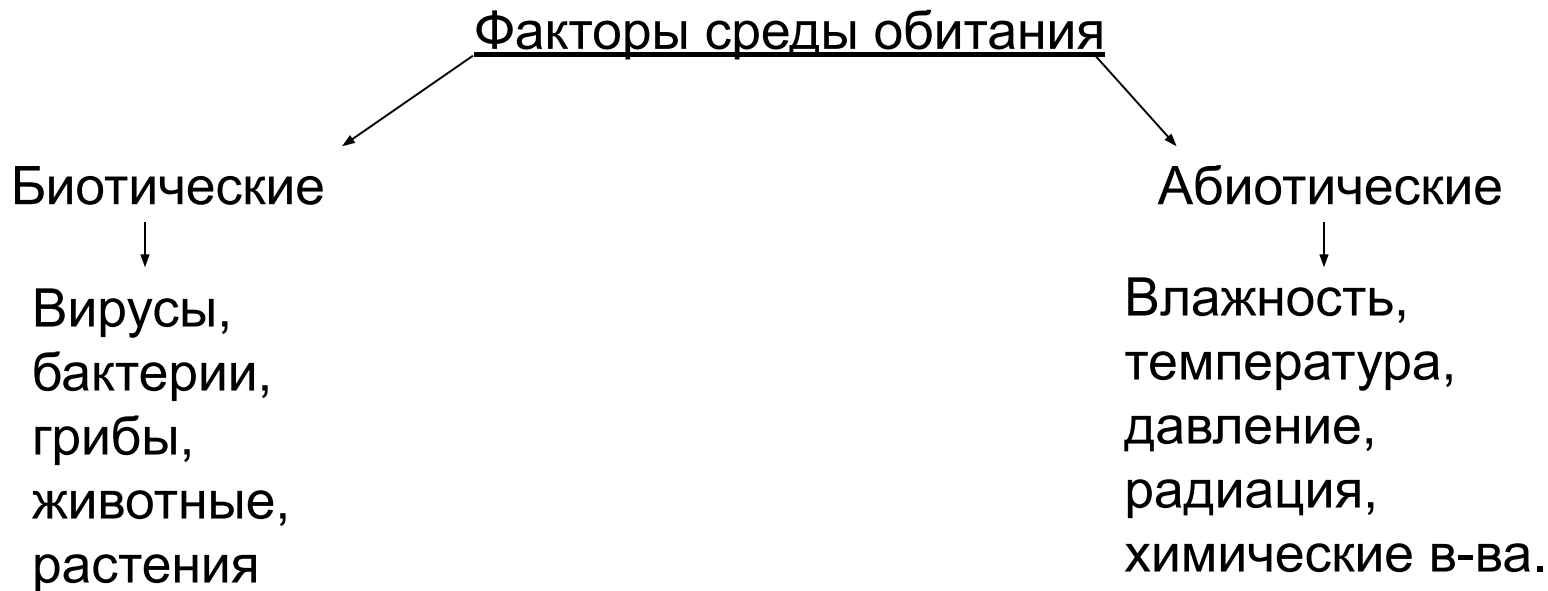 Факторы среды обитания
Биотические
Вирусы,
бактерии,
грибы,
животные,
растения
Абиотические
Влажность,
температура,
давление,
радиация,
химические в-ва.